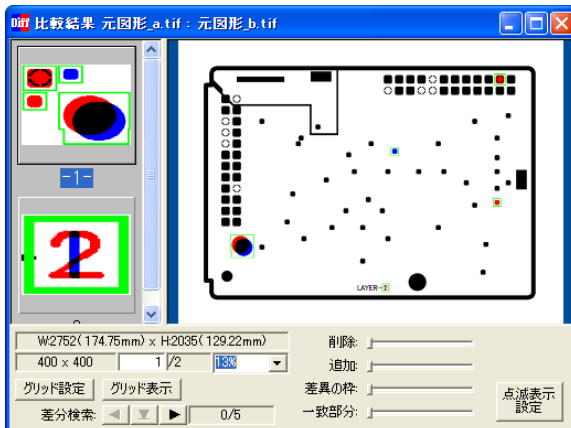 Diff 比較結果 元図形_a.tif : 元図形_b.tif
-1-
2
LAYER-2
W:2752( 174.75mm) x H:2035( 129.22mm)
400 x 400 1 /2 13%
グリッド設定 グリッド表示
差分検索: 0/5
削除:
追加:
差異の枠:
一致部分:
点滅表示
設定